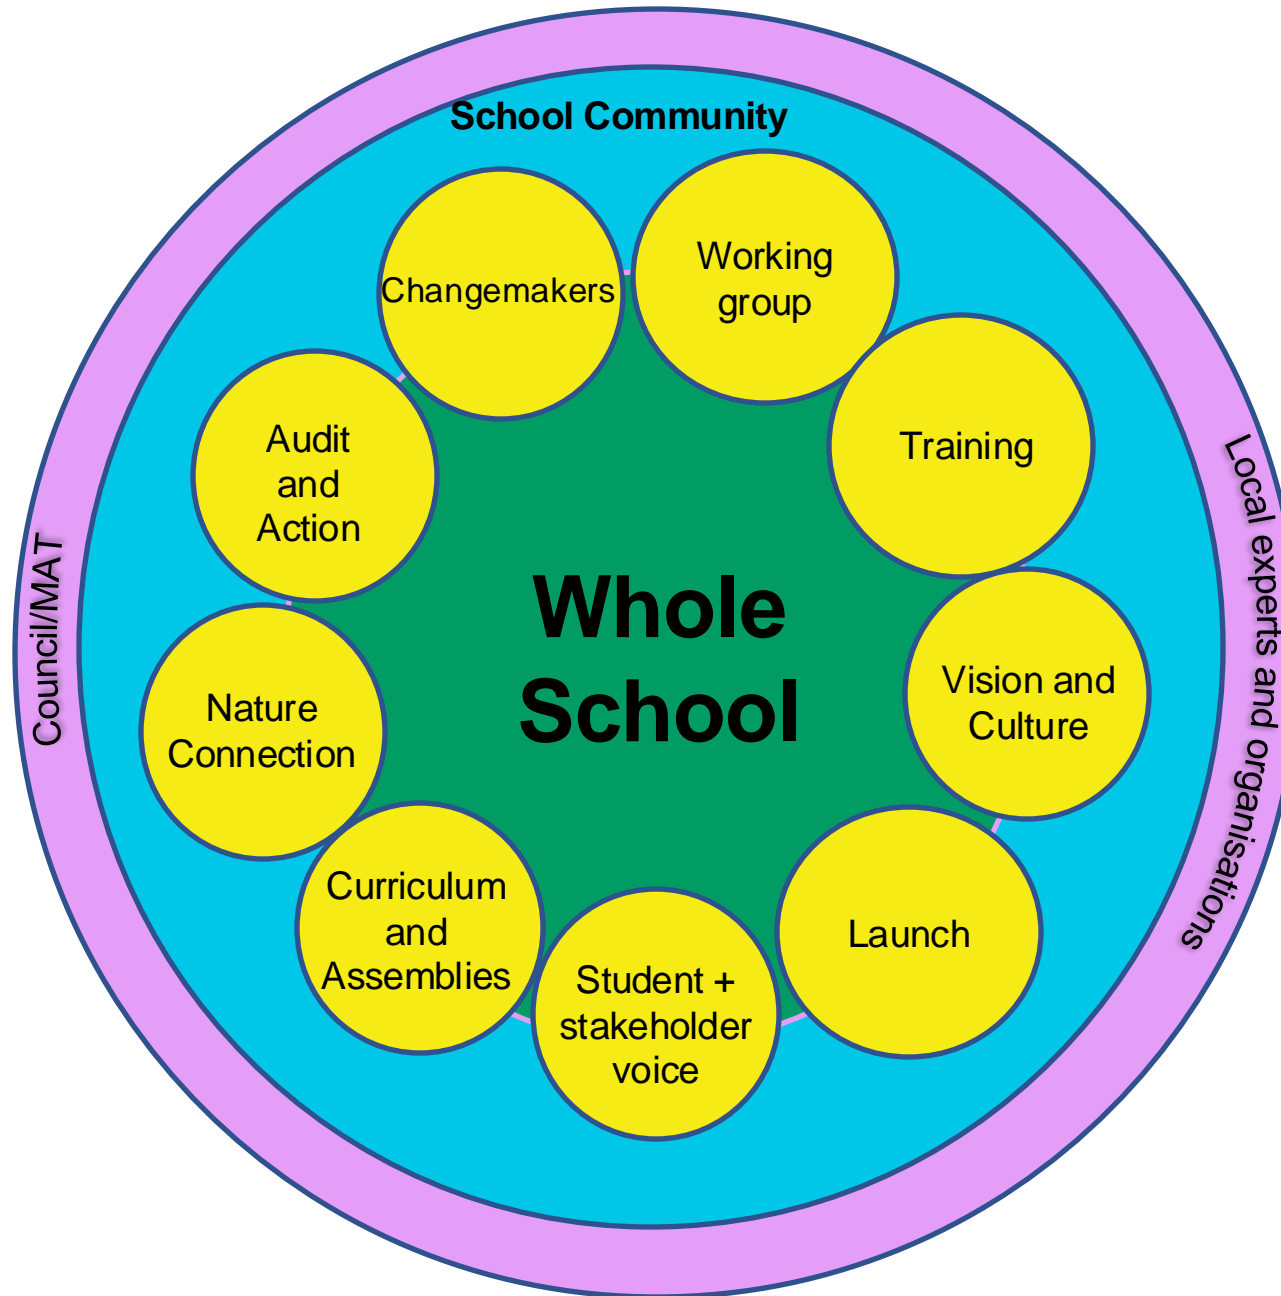 School Community
Changemakers
Working
group
Training
Audit
and
Action
Whole
School
Vision and
Culture
Nature
Connection
Curriculum
and
Assemblies
Student +
stakeholder
voice
Launch
Council/MAT
Local experts and organisations